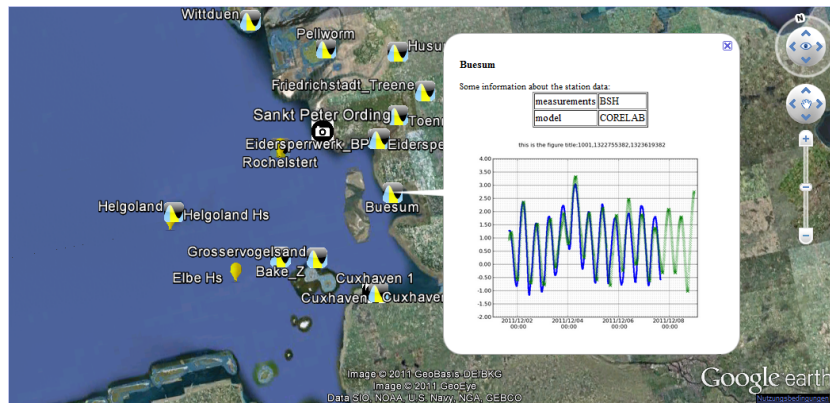 Wittduen
Pellworm
Husu
Friedrichstadt_Treene
Sankt Peter Ording
Toenn
Eidersperrwerk_BP
Eiderspe
Rochelstert
Buesum
Helgoland
Helgoland Hs
Grosservogelsand
Bake_Z
Elbe Hs
Cuxhaven 1
Cuxhaven
Cuxhaven
Image © 2011 GeoBasis-DE/BKG
Image © 2011 GeoEye
Data SIO, NOAA, U.S. Navy, NGA, GEBCO
Google earth
Nutzungsbedingungen
N
Buesum
Some information about the station data:
measurements BSH
model CORELAB
this is the figure title:1001,1322755382,1323619382
4.00
3.50
3.00
2.50
2.00
1.50
1.00
0.50
0.00
-0.50
-1.00
-1.50
-2.00
2011/12/02 2011/12/04 2011/12/06 2011/12/08
00:00 00:00 00:00 00:00